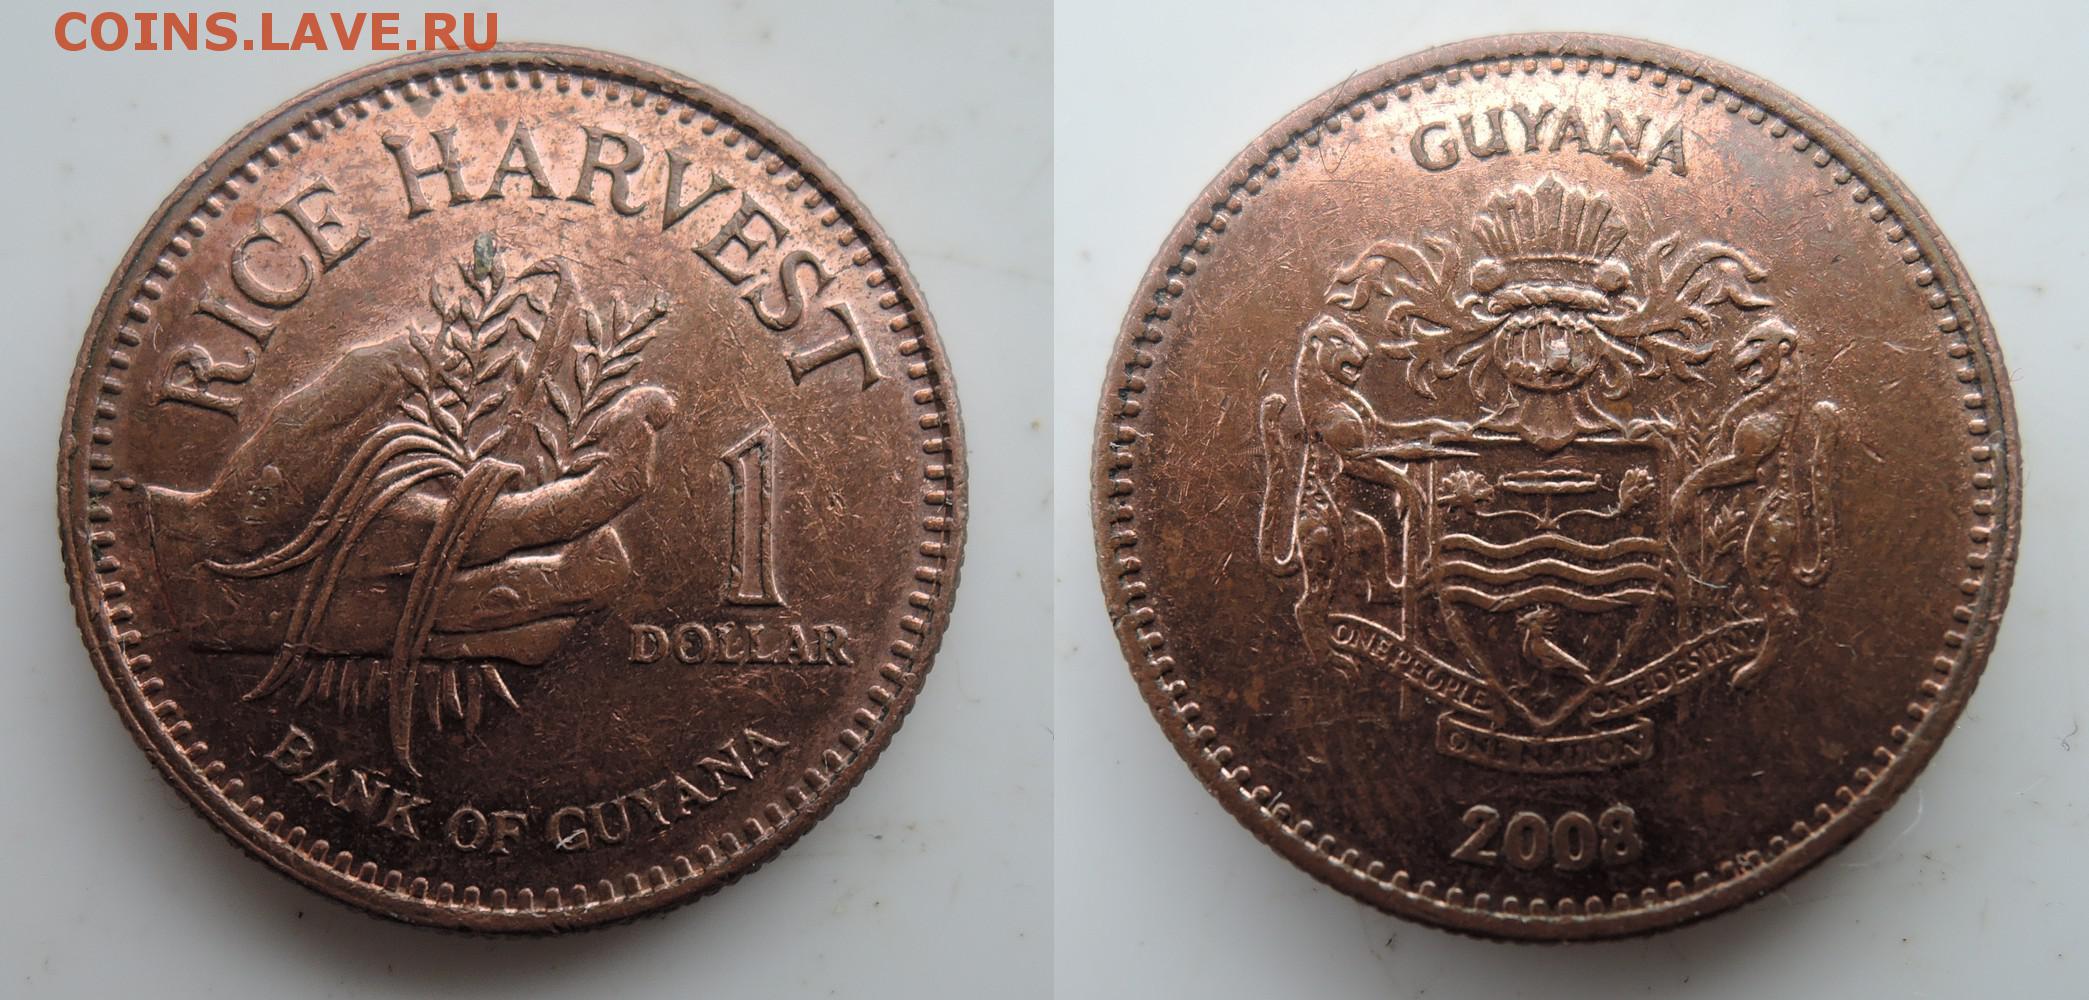 COINS.LAVE.RU
RICE HARVEST
1
DOLLAR
BANK OF GUYANA
GUYANA
ONE PEOPLE
ONE NATION
ONE DESTINY
2008